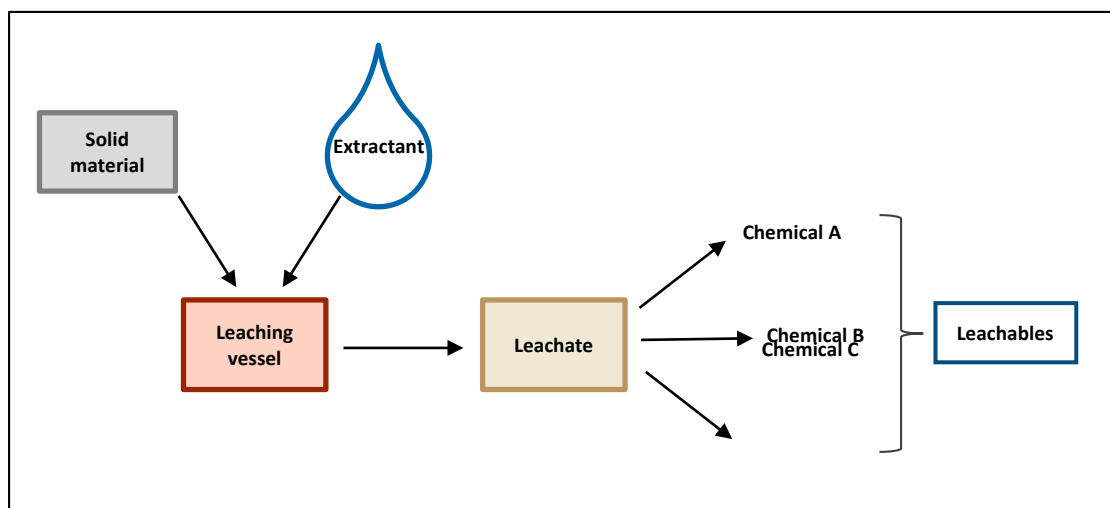 Solid
material
Extractant
Leaching
vessel
Leachate
Chemical A
Chemical B
Chemical C
Leachables